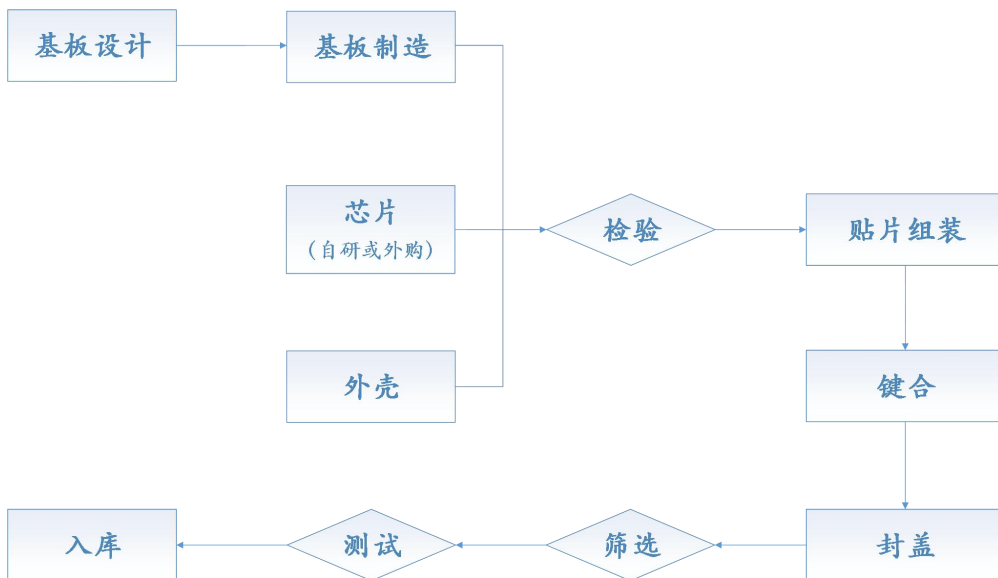 基板设计
基板制造
芯片
(自研或外购)
外壳
检验
贴片组装
键合
封盖
筛选
测试
入库